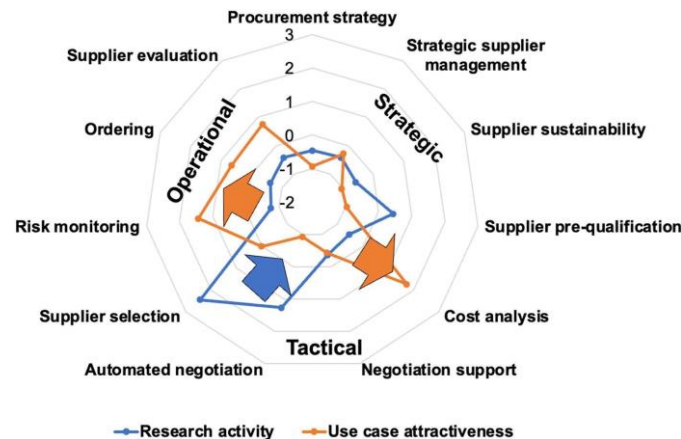 Procurement strategy
Strategic supplier
management
Supplier evaluation
Supplier sustainability
Ordering
Supplier pre-qualification
Risk monitoring
Cost analysis
Supplier selection
Negotiation support
Automated negotiation
3
2
1
0
-1
-2
Operational
Strategic
Tactical
Research activity
Use case attractiveness